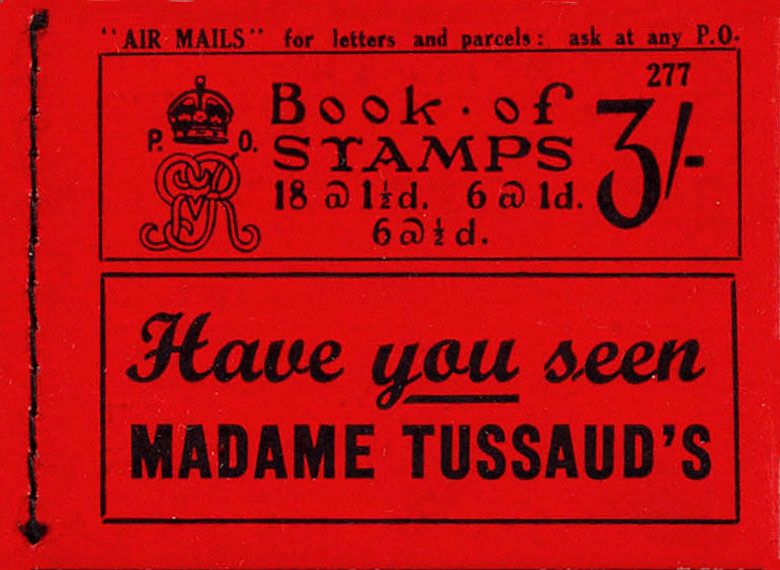 "AIR MAILS" for letters and parcels: ask at any P.O.
277
Book · of
STAMPS
3/-
P. O.
18 @ 1½d. 6 @ 1d.
6 @ ½d.
Have you seen
MADAME TUSSAUD'S